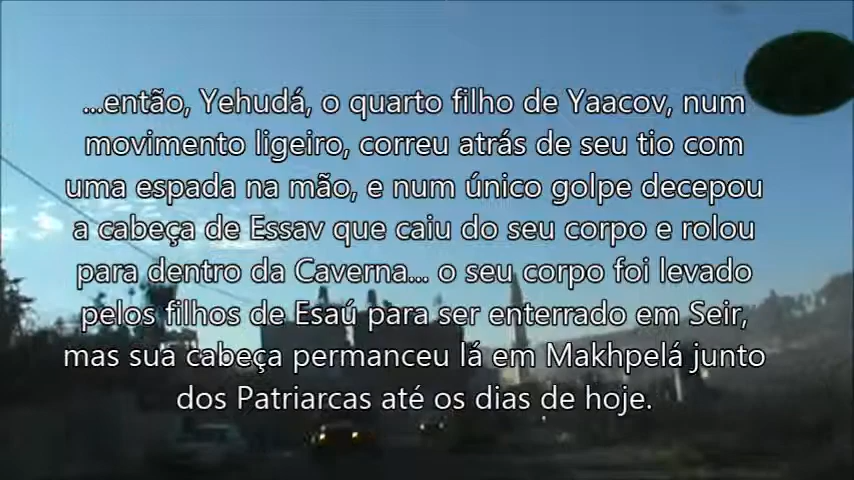 ...então, Yehudá, o quarto filho de Yaacov, num
movimento ligeiro, correu atrás de seu tio com
uma espada na mão, e num único golpe decepou
a cabeça de Essav que caiu do seu corpo e rolou
para dentro da Caverna... o seu corpo foi levado
pelos filhos de Esaú para ser enterrado em Seir,
mas sua cabeça permanceu lá em Makhpelá junto
dos Patriarcas até os dias de hoje.